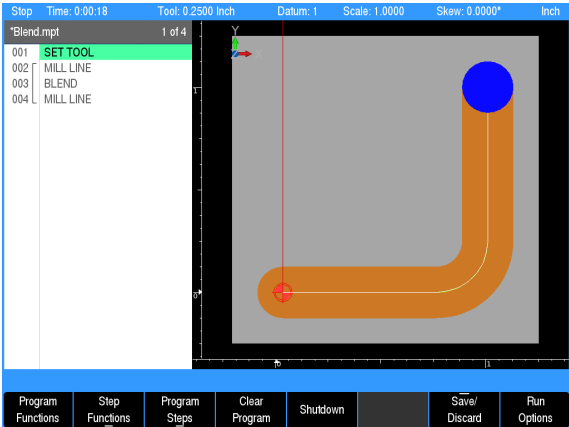 Stop Time: 0:00:18 Tool: 0.2500 Inch Datum: 1 Scale: 1.0000 Skew: 0.0000° Inch
*Blend.mpt 1 of 4
001 SET TOOL
002 MILL LINE
003 BLEND
004 MILL LINE
Y
X
1
0
0
1
Program Functions
Step Functions
Program Steps
Clear Program
Shutdown
Save/ Discard
Run Options